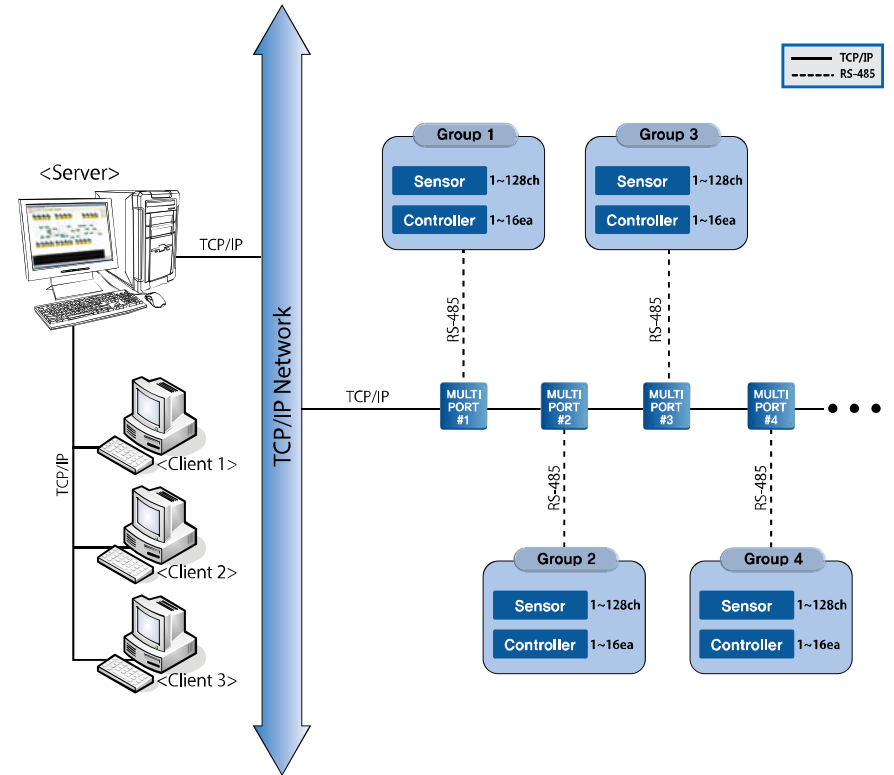 TCP/IP
RS-485
<Server>
TCP/IP
TCP/IP
<Client 1>
<Client 2>
<Client 3>
TCP/IP Network
TCP/IP
Group 1
Sensor 1~128ch
Controller 1~16ea
RS-485
Group 3
Sensor 1~128ch
Controller 1~16ea
RS-485
MULTI
PORT
#1
MULTI
PORT
#2
MULTI
PORT
#3
MULTI
PORT
#4
RS-485
Group 2
Sensor 1~128ch
Controller 1~16ea
RS-485
Group 4
Sensor 1~128ch
Controller 1~16ea